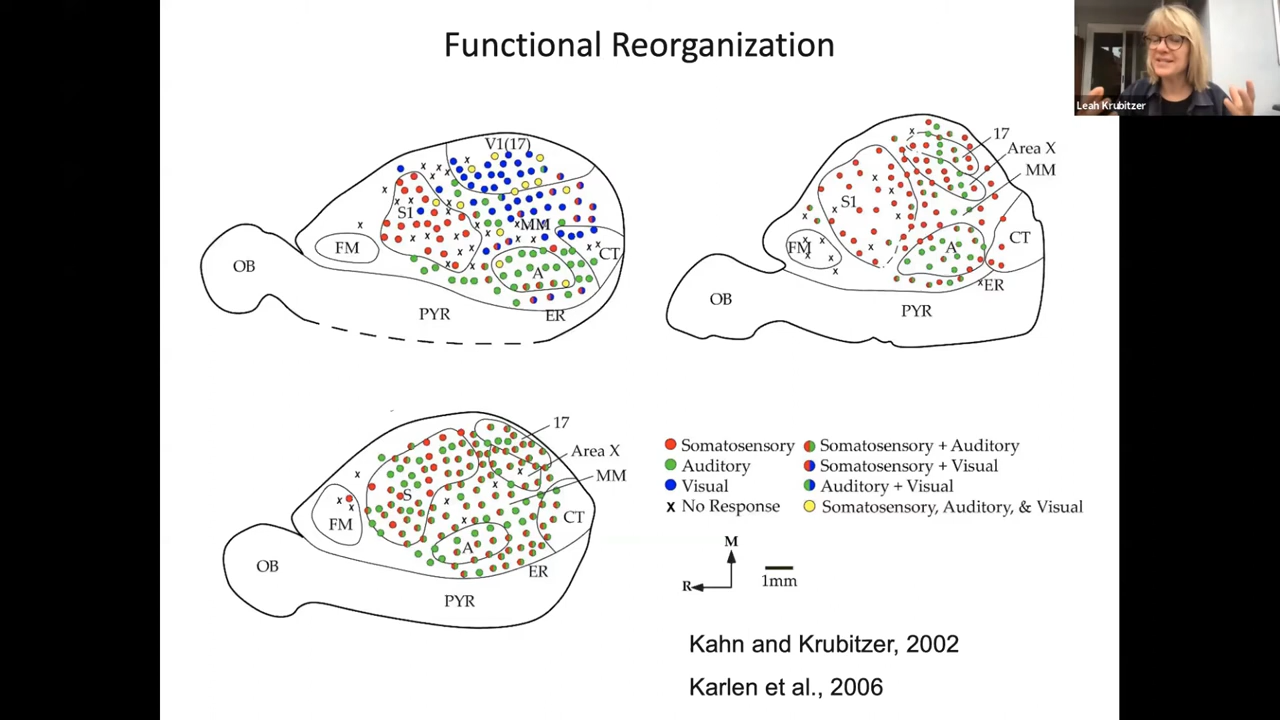 Functional Reorganization
Leah Krubitzer
V1(17)
S1
MM
FM
CT
A
OB
PYR
ER
17
Area X
MM
S1
FM
A
CT
ER
OB
PYR
17
Area X
MM
S
CT
FM
A
OB
ER
PYR
Somatosensory
Auditory
Visual
x No Response
Somatosensory + Auditory
Somatosensory + Visual
Auditory + Visual
Somatosensory, Auditory, & Visual
M
R
1mm
Kahn and Krubitzer, 2002
Karlen et al., 2006